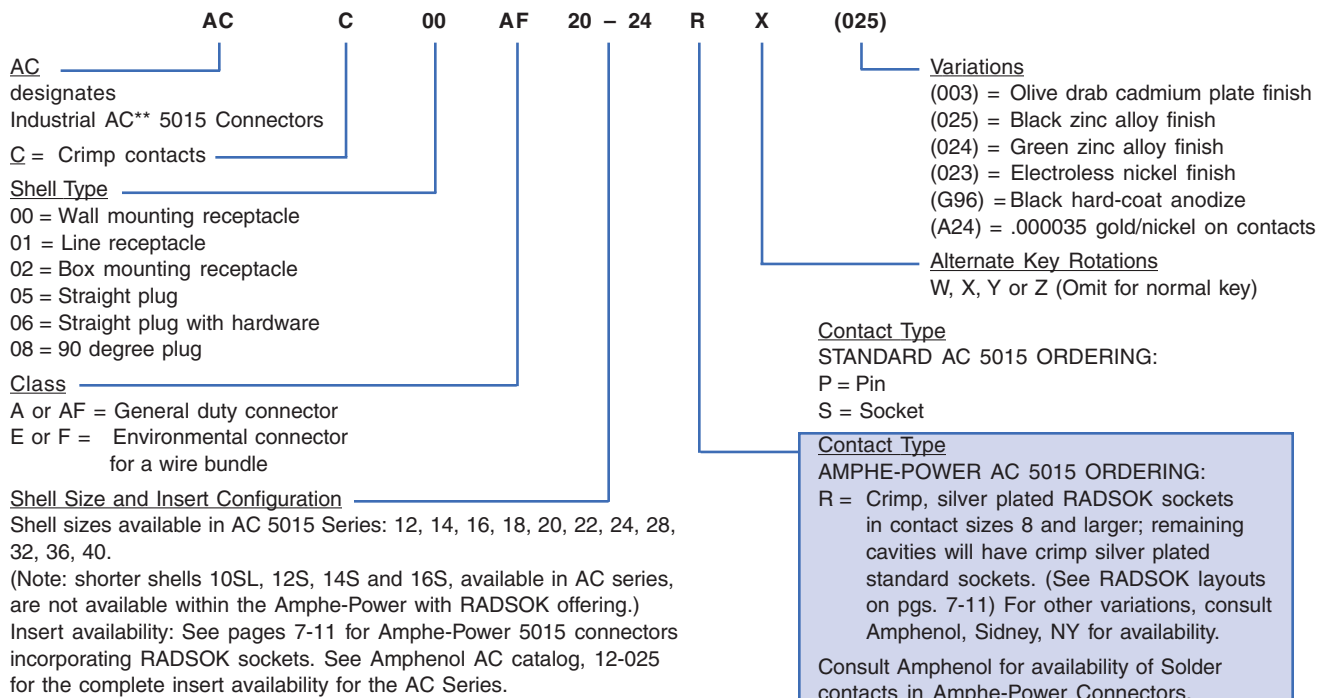 AC C 00 AF 20 – 24 R X (025)
AC
designates
Industrial AC** 5015 Connectors
C = Crimp contacts
Shell Type
00 = Wall mounting receptacle
01 = Line receptacle
02 = Box mounting receptacle
05 = Straight plug
06 = Straight plug with hardware
08 = 90 degree plug
Class
A or AF = General duty connector
E or F = Environmental connector
for a wire bundle
Shell Size and Insert Configuration
Shell sizes available in AC 5015 Series: 12, 14, 16, 18, 20, 22, 24, 28,
32, 36, 40.
(Note: shorter shells 10SL, 12S, 14S and 16S, available in AC series,
are not available within the Amphe-Power with RADSOK offering.)
Insert availability: See pages 7-11 for Amphe-Power 5015 connectors
incorporating RADSOK sockets. See Amphenol AC catalog, 12-025
for the complete insert availability for the AC Series.
Variations
(003) = Olive drab cadmium plate finish
(025) = Black zinc alloy finish
(024) = Green zinc alloy finish
(023) = Electroless nickel finish
(G96) = Black hard-coat anodize
(A24) = .000035 gold/nickel on contacts
Alternate Key Rotations
W, X, Y or Z (Omit for normal key)
Contact Type
STANDARD AC 5015 ORDERING:
P = Pin
S = Socket
Contact Type
AMPHE-POWER AC 5015 ORDERING:
R = Crimp, silver plated RADSOK sockets
in contact sizes 8 and larger; remaining
cavities will have crimp silver plated
standard sockets. (See RADSOK layouts
on pgs. 7-11) For other variations, consult
Amphenol, Sidney, NY for availability.
Consult Amphenol for availability of Solder
contacts in Amphe-Power Connectors.